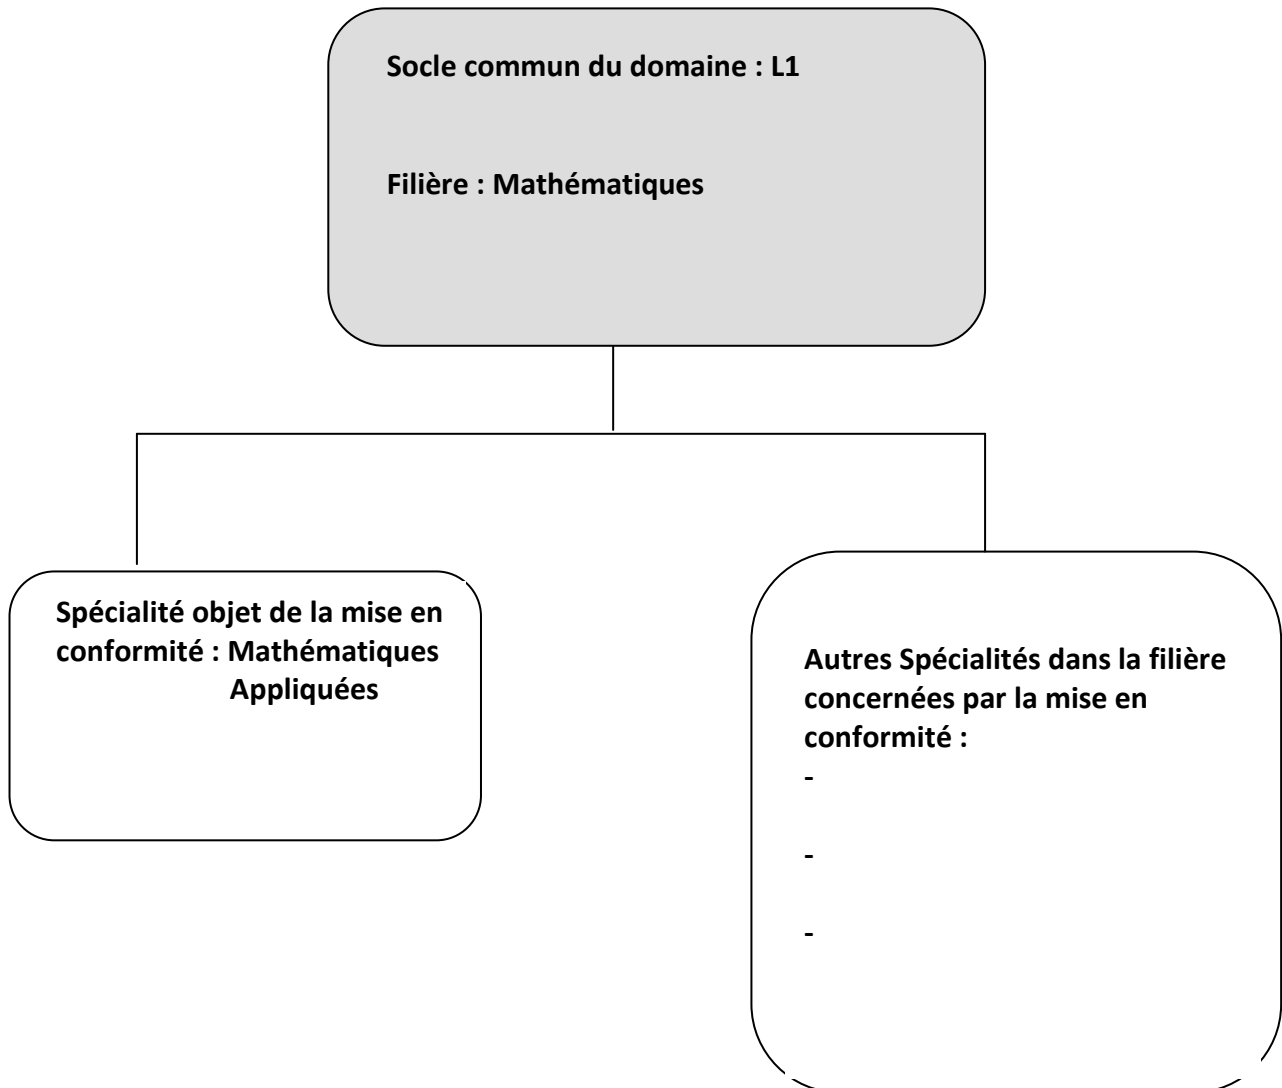 Socle commun du domaine : L1
Filière : Mathématiques
Spécialité objet de la mise en
conformité : Mathématiques
Appliquées
Autres Spécialités dans la filière
concernées par la mise en
conformité :
-
-
-